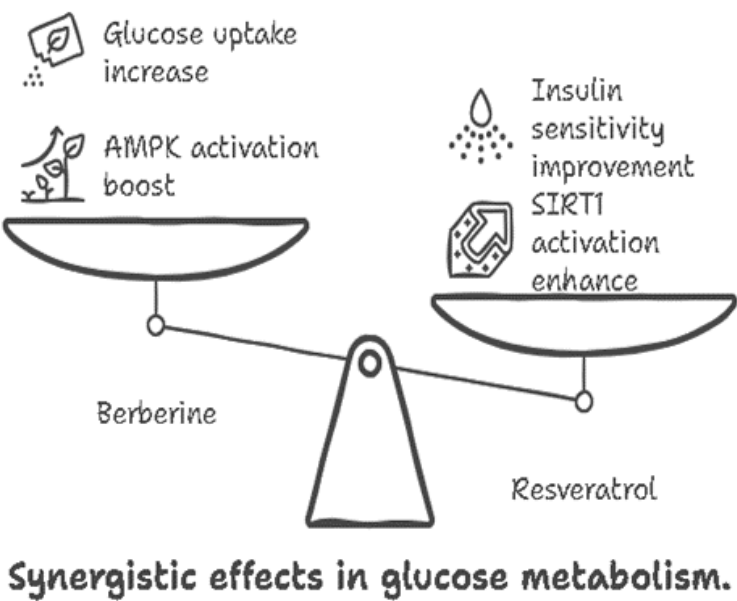 Glucose uptake
increase
AMPK activation
boost
Insulin
sensitivity
improvement
SIRT1
activation
enhance
Berberine
Resveratrol
Synergistic effects in glucose metabolism.